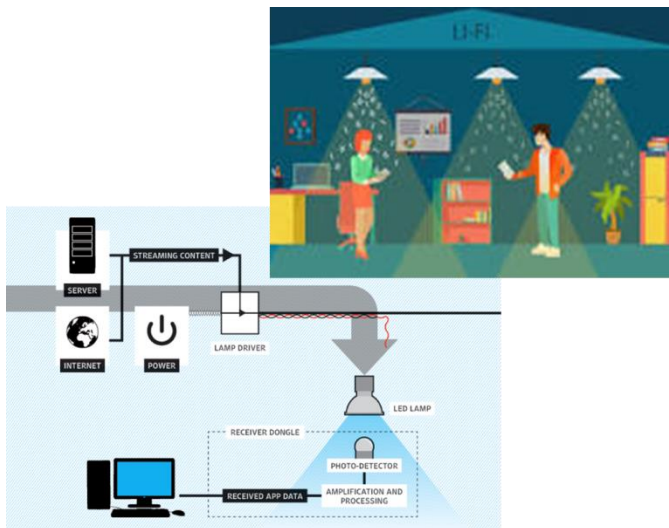 LI-FI
STREAMING CONTENT
SERVER
INTERNET
POWER
LAMP DRIVER
LED LAMP
RECEIVER DONGLE
PHOTO-DETECTOR
RECEIVED APP DATA
AMPLIFICATION AND
PROCESSING